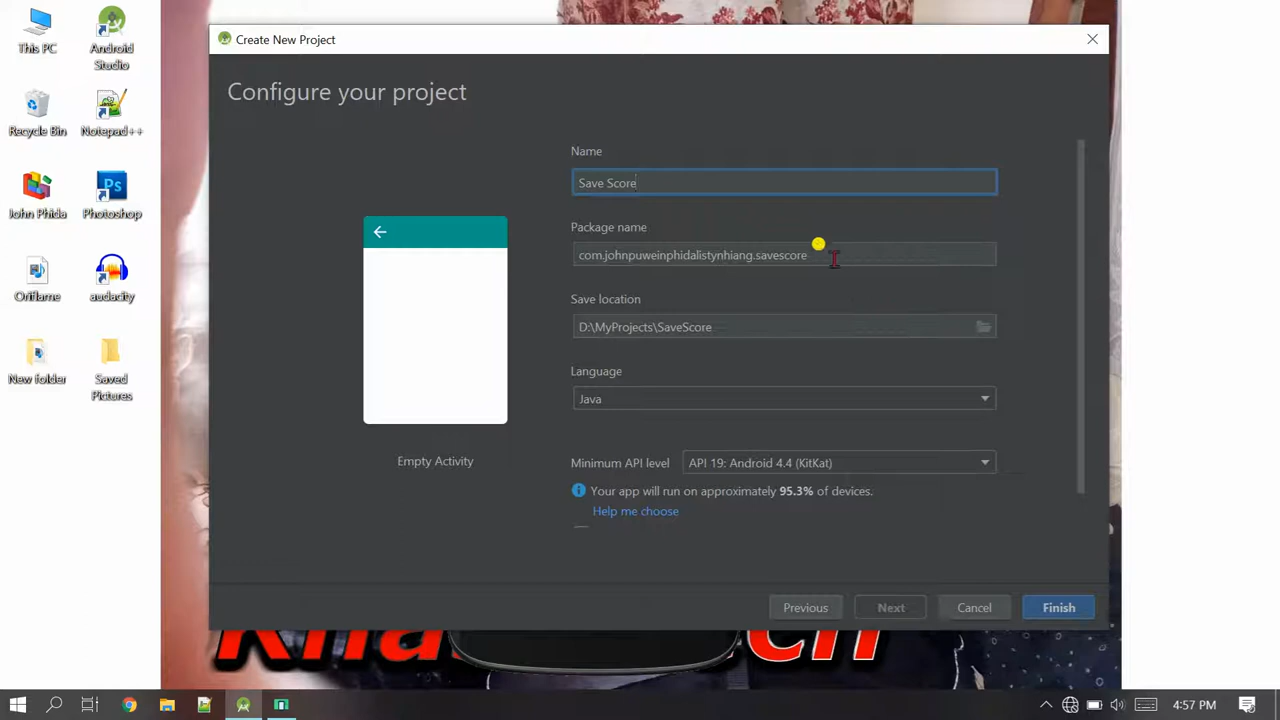 This PC
Android
Studio
Recycle Bin
Notepad++
John Phida
Photoshop
Oriflame
audacity
New folder
Saved
Pictures
Create New Project
Configure your project
Name
Save Score
Package name
com.johnpuweinphidalistynhiang.savescore
Save location
D:\MyProjects\SaveScore
Language
Java
Empty Activity
Minimum API level
API 19: Android 4.4 (KitKat)
Your app will run on approximately 95.3% of devices.
Help me choose
Previous
Next
Cancel
Finish
4:57 PM